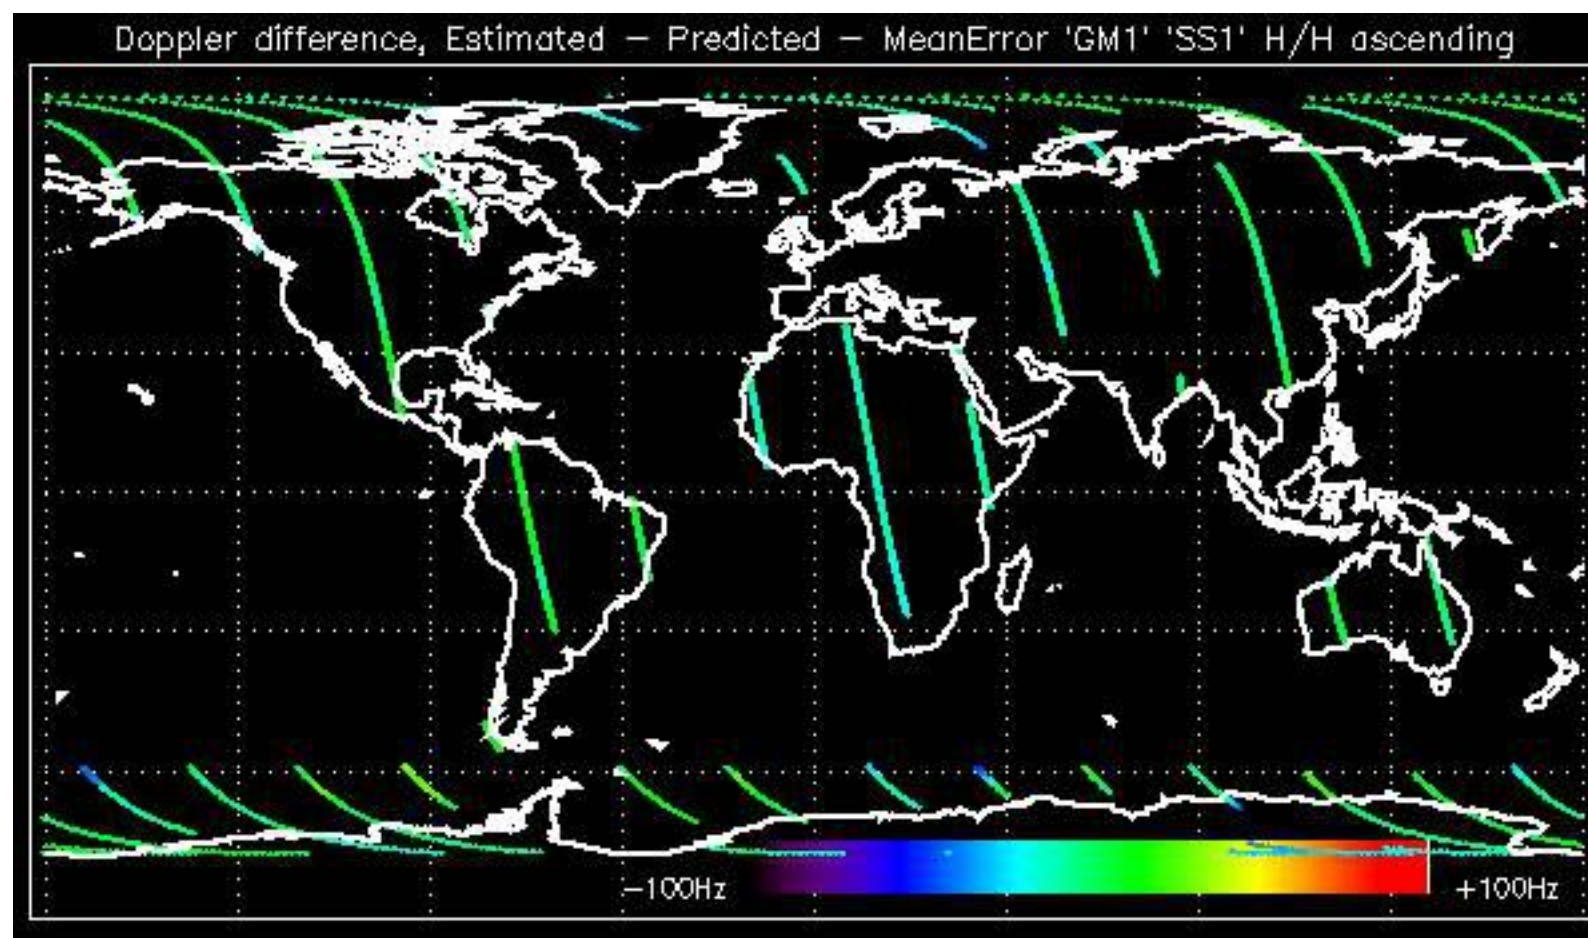 Doppler difference, Estimated – Predicted – MeanError 'GM1' 'SS1' H/H ascending
-100Hz +100Hz